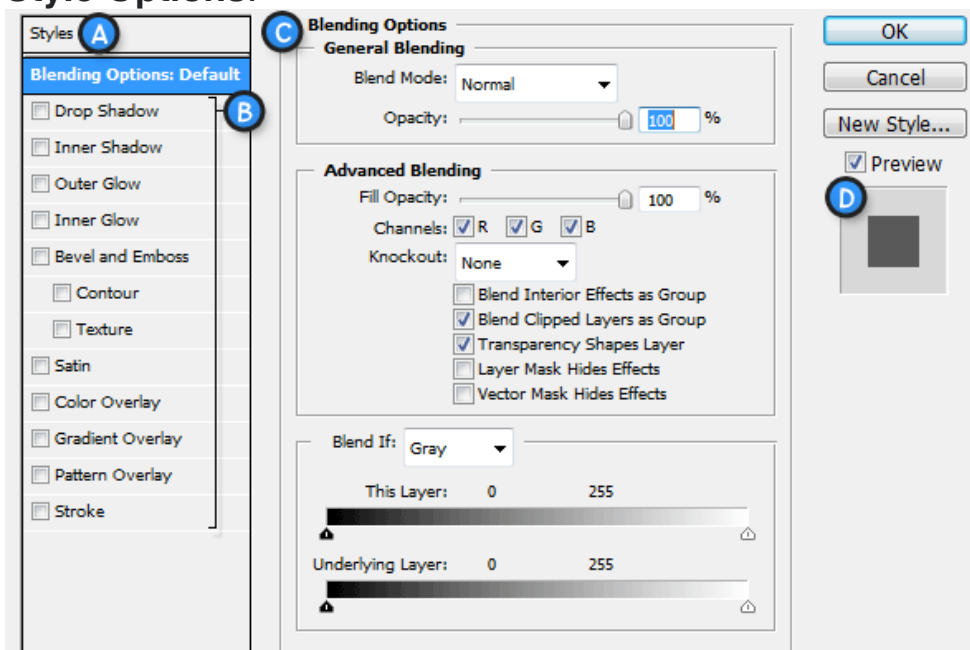 Style Options:
Styles A
Blending Options: Default
Drop Shadow
B
Inner Shadow
Outer Glow
Inner Glow
Bevel and Emboss
Contour
Texture
Satin
Color Overlay
Gradient Overlay
Pattern Overlay
Stroke
C Blending Options
General Blending
Blend Mode: Normal
Opacity: 100 %
Advanced Blending
Fill Opacity: 100 %
Channels: R G B
Knockout: None
Blend Interior Effects as Group
Blend Clipped Layers as Group
Transparency Shapes Layer
Layer Mask Hides Effects
Vector Mask Hides Effects
Blend If: Gray
This Layer: 0 255
Underlying Layer: 0 255
OK
Cancel
New Style...
Preview
D